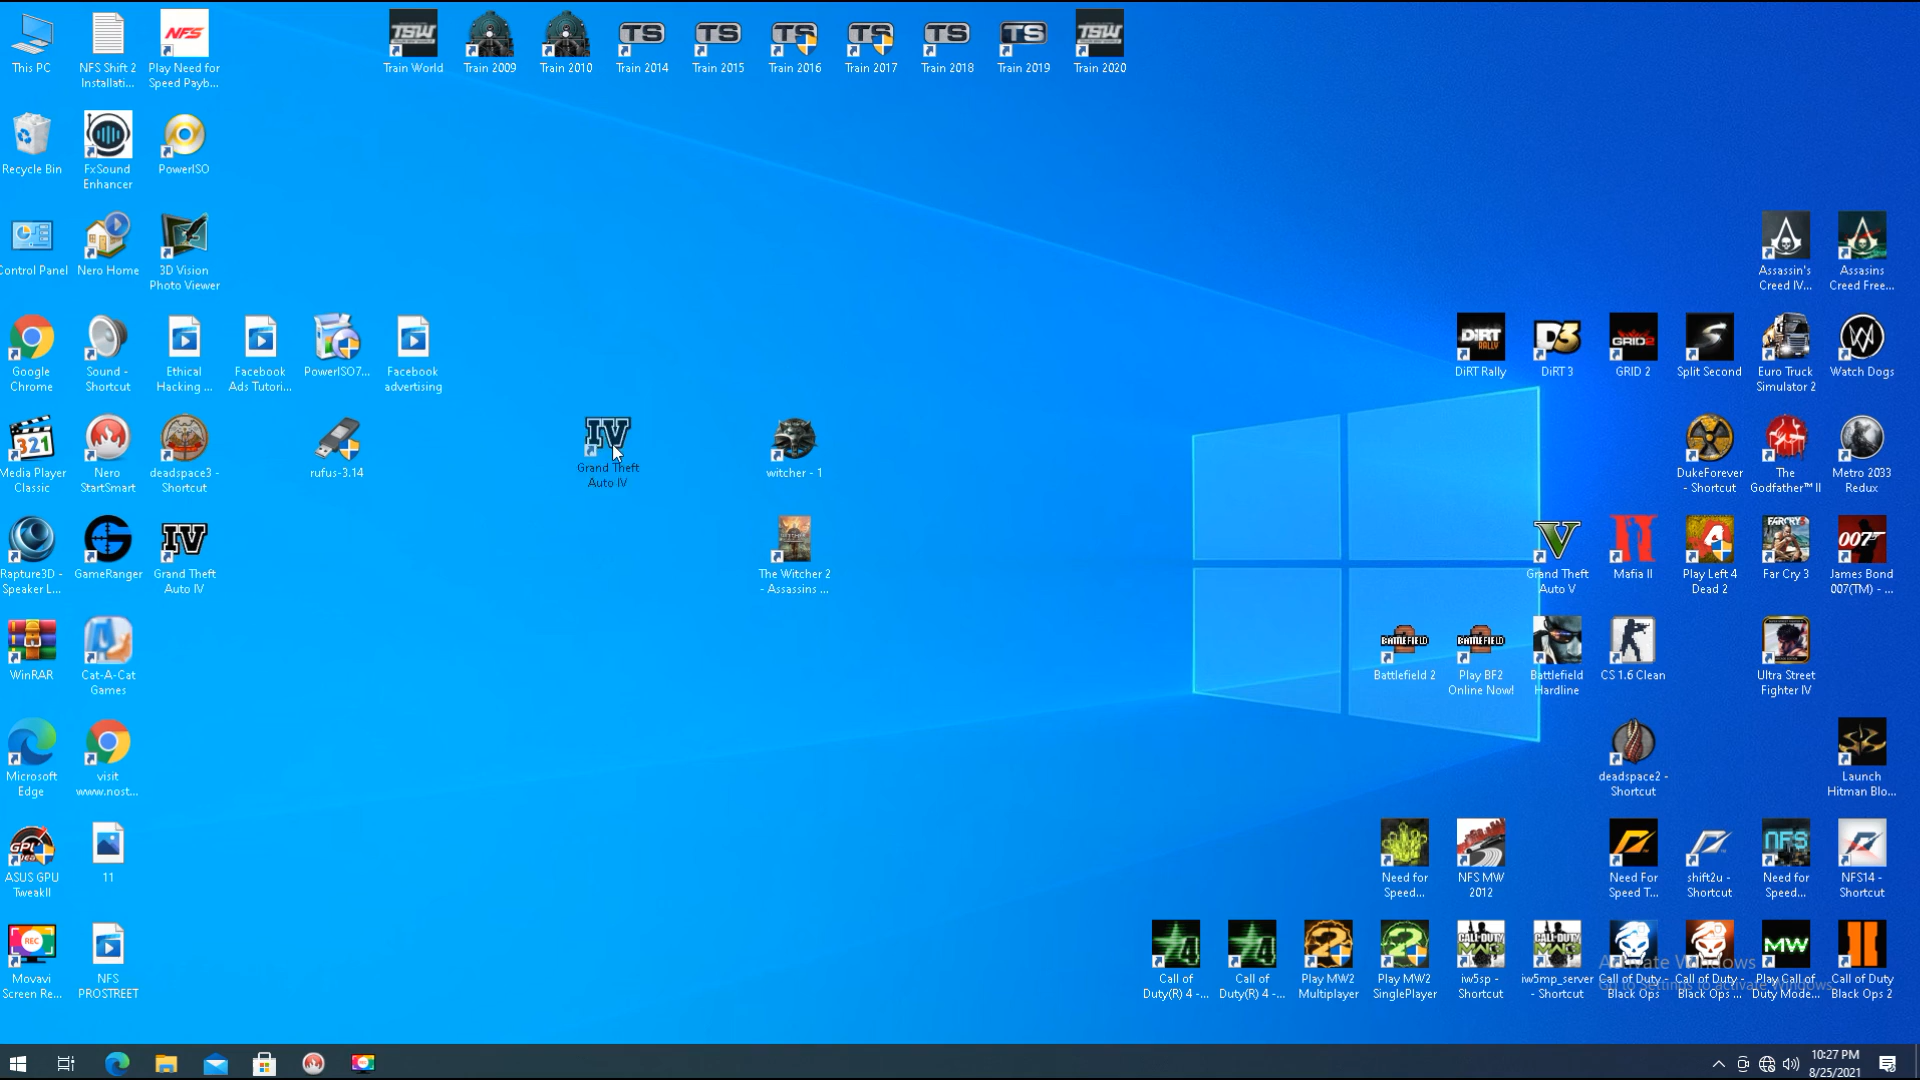 This PC
NFS Shift 2
Installati...
Play Need for
Speed Payb...
Train World
Train 2009
Train 2010
Train 2014
Train 2015
Train 2016
Train 2017
Train 2018
Train 2019
Train 2020
Recycle Bin
FxSound
Enhancer
PowerISO
Control Panel
Nero Home
3D Vision
Photo Viewer
Assassin's
Creed IV...
Assasins
Creed Free...
Google
Chrome
Sound -
Shortcut
Ethical
Hacking ...
Facebook
Ads Tutori...
PowerISO7...
Facebook
advertising
DiRT Rally
DiRT 3
GRID 2
Split Second
Euro Truck
Simulator 2
Watch Dogs
Media Player
Classic
Nero
StartSmart
deadspace3 -
Shortcut
rufus-3.14
Grand Theft
Auto IV
witcher - 1
DukeForever
- Shortcut
The
Godfather™ II
Metro 2033
Redux
Rapture3D -
Speaker L...
GameRanger
Grand Theft
Auto IV
The Witcher 2
- Assassins ...
Grand Theft
Auto V
Mafia II
Play Left 4
Dead 2
Far Cry 3
James Bond
007(TM) - ...
WinRAR
Cat-A-Cat
Games
Battlefield 2
Play BF2
Online Now!
Battlefield
Hardline
CS 1.6 Clean
Ultra Street
Fighter IV
Microsoft
Edge
visit
www.nost...
deadspace2 -
Shortcut
Launch
Hitman Blo...
ASUS GPU
TweakII
11
Need for
Speed...
NFS MW
2012
Need For
Speed T...
shift2u -
Shortcut
Need for
Speed...
NFS14 -
Shortcut
Movavi
Screen Re...
NFS
PROSTREET
Call of
Duty(R) 4 -...
Call of
Duty(R) 4 -...
Play MW2
Multiplayer
Play MW2
SinglePlayer
iw5sp -
Shortcut
iw5mp_server
- Shortcut
Call of Duty
Black Ops
Call of Duty
Black Ops ...
Play Call of
Duty Mode...
Call of Duty
Black Ops 2
Activate Windows
Go to Settings to activate Windows.
10:27 PM
8/25/2021